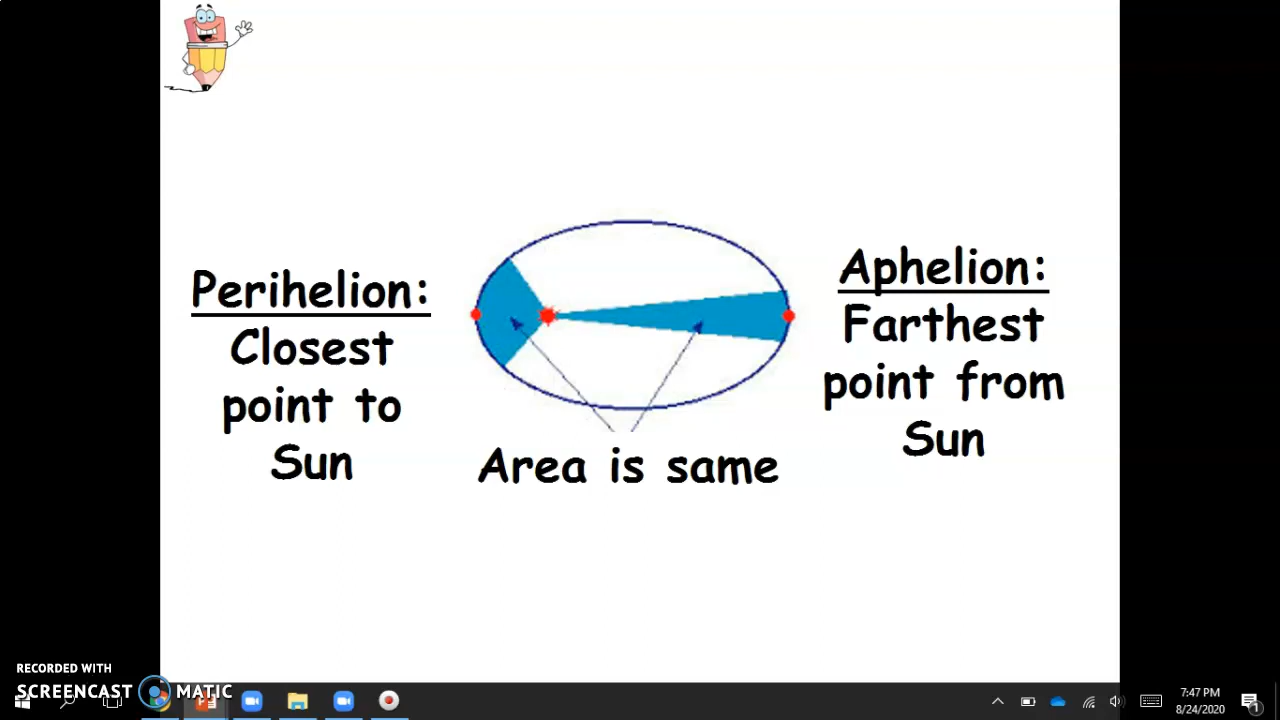 Perihelion:
Closest
point to
Sun
Aphelion:
Farthest
point from
Sun
Area is same
RECORDED WITH
SCREENCAST MATIC
7:47 PM
8/24/2020
1